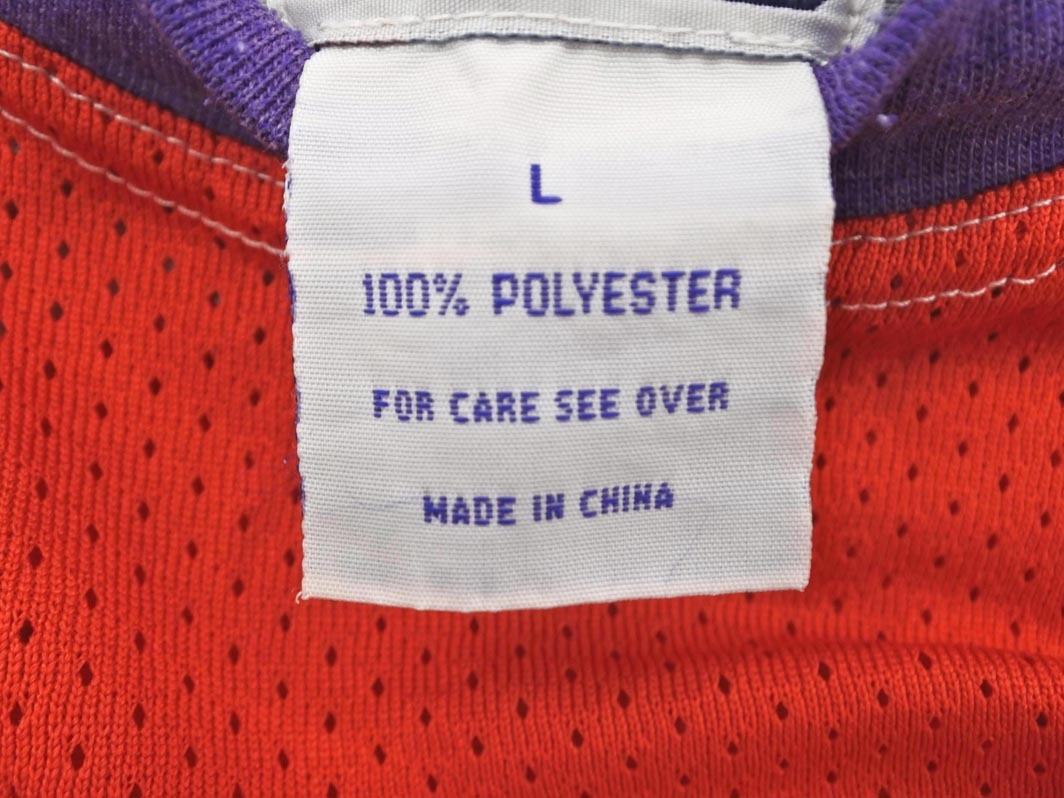 L
100% POLYESTER
FOR CARE SEE OVER
MADE IN CHINA